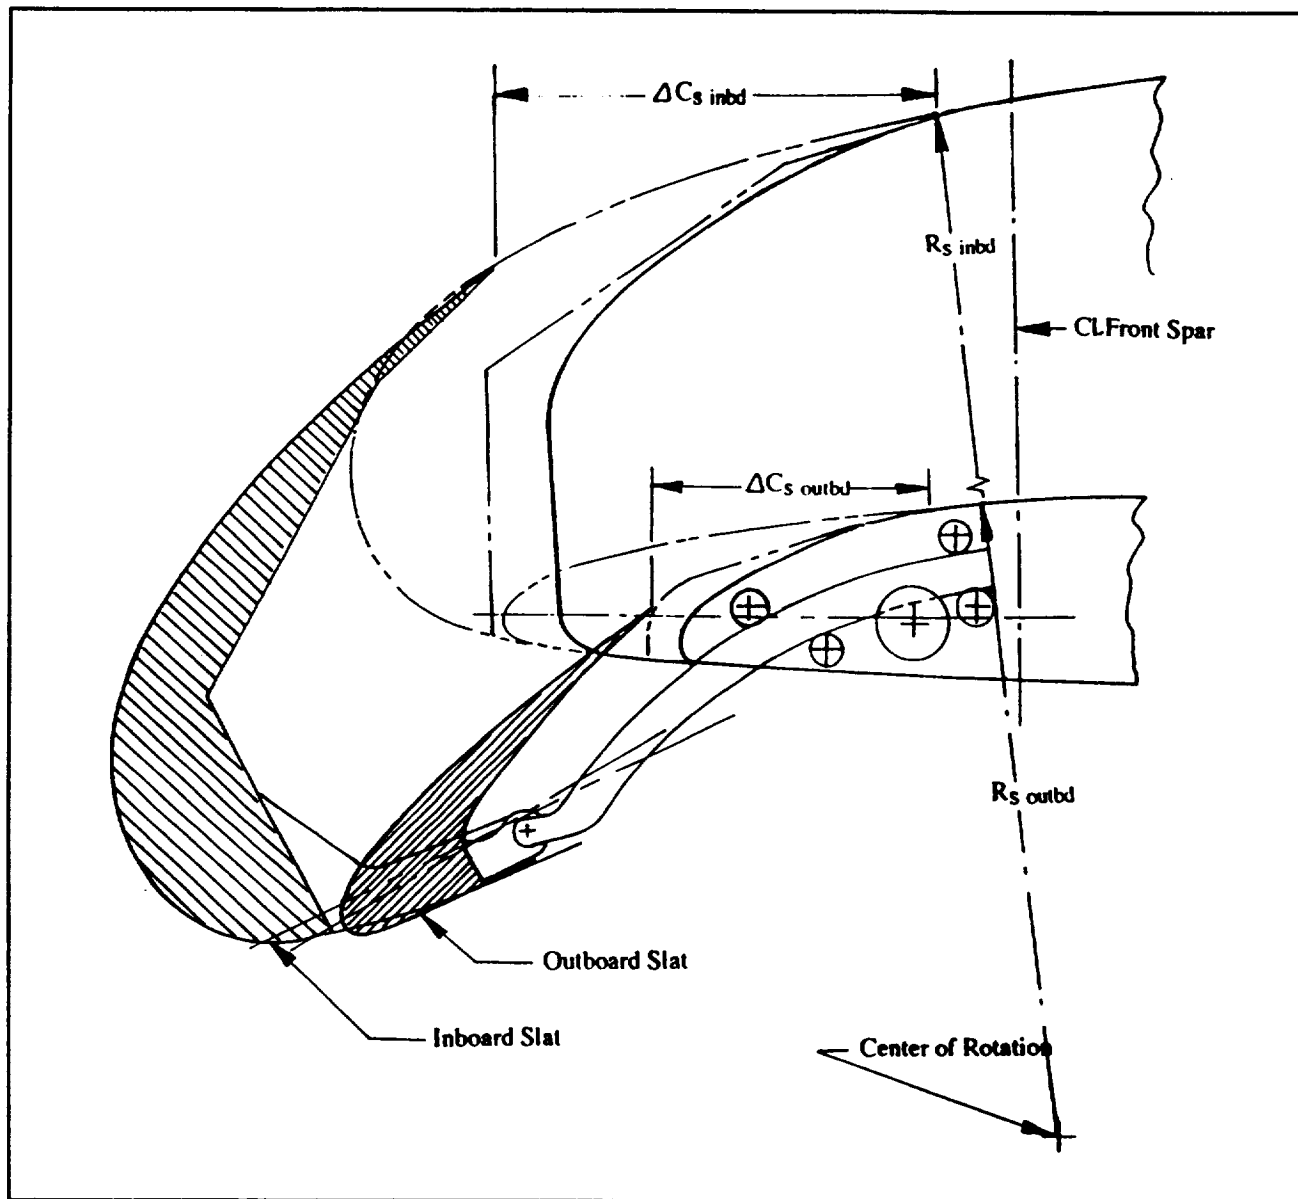 ΔCs inbd
Rs inbd
CLFront Spar
ΔCs outbd
Rs outbd
Outboard Slat
Inboard Slat
Center of Rotation